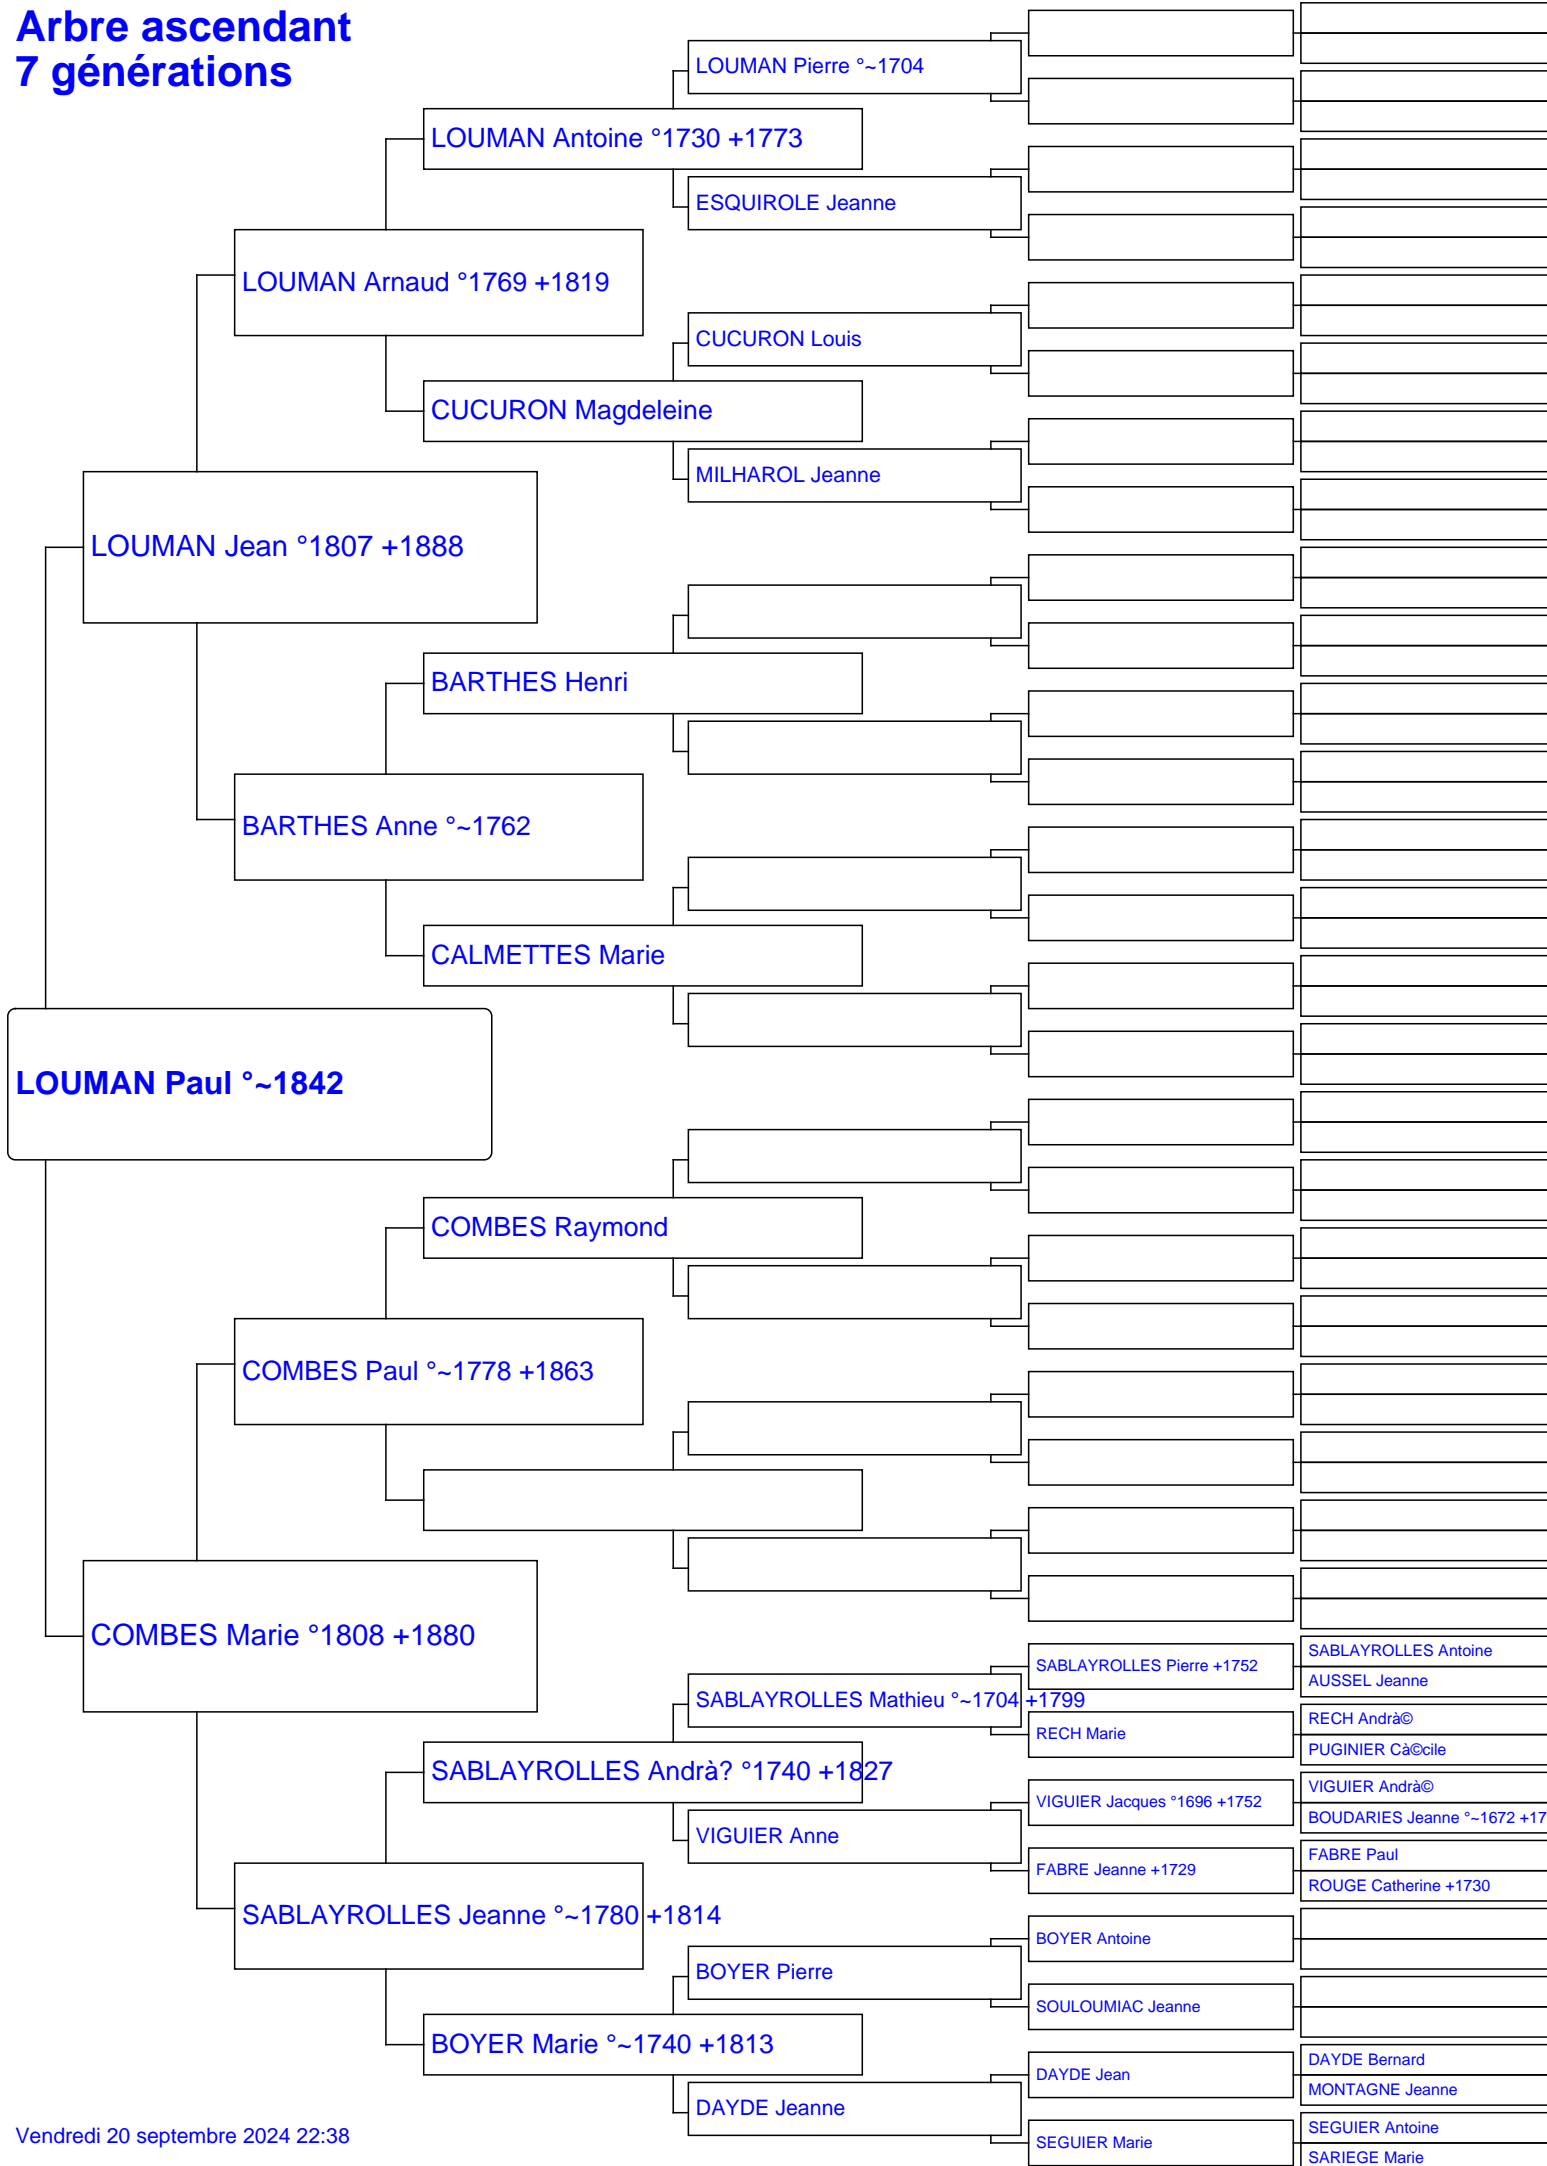 Arbre ascendant
7 générations
LOUMAN Pierre °~1704
LOUMAN Antoine °1730 +1773
ESQUIROLE Jeanne
LOUMAN Arnaud °1769 +1819
CUCURON Louis
CUCURON Magdeleine
MILHAROL Jeanne
LOUMAN Jean °1807 +1888
BARTHES Henri
BARTHES Anne °~1762
CALMETTES Marie
LOUMAN Paul °~1842
COMBES Raymond
COMBES Paul °~1778 +1863
COMBES Marie °1808 +1880
SABLAYROLLES Antoine
SABLAYROLLES Pierre +1752
AUSSEL Jeanne
SABLAYROLLES Mathieu °~1704 +1799
RECH Andrà©
RECH Marie
PUGINIER Cà©cile
SABLAYROLLES Andrà? °1740 +1827
VIGUIER Andrà©
VIGUIER Jacques °1696 +1752
BOUDARIES Jeanne °~1672 +17
VIGUIER Anne
FABRE Paul
FABRE Jeanne +1729
ROUGE Catherine +1730
SABLAYROLLES Jeanne °~1780 +1814
BOYER Antoine
BOYER Pierre
SOULOUMIAC Jeanne
BOYER Marie °~1740 +1813
DAYDE Bernard
DAYDE Jean
MONTAGNE Jeanne
DAYDE Jeanne
SEGUIER Antoine
SEGUIER Marie
SARIEGE Marie
Vendredi 20 septembre 2024 22:38